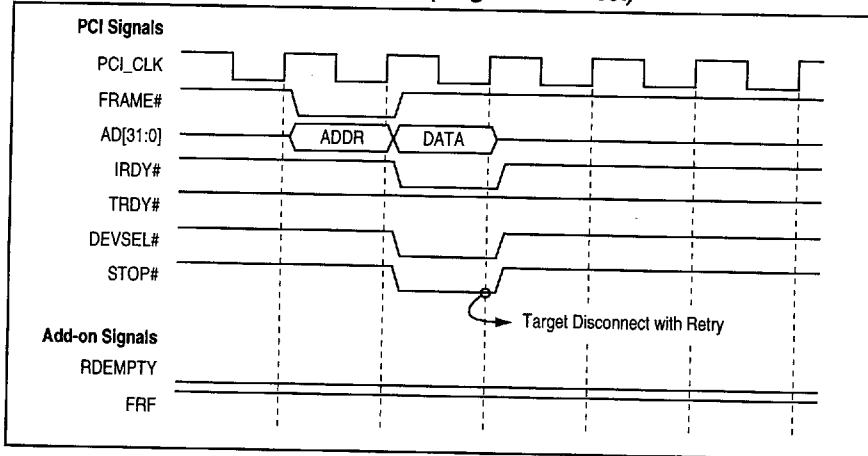 PCI Signals
PCI_CLK
FRAME#
AD[31:0] ADDR DATA
IRDY#
TRDY#
DEVSEL#
STOP#
Target Disconnect with Retry
Add-on Signals
RDEMPTY
FRF